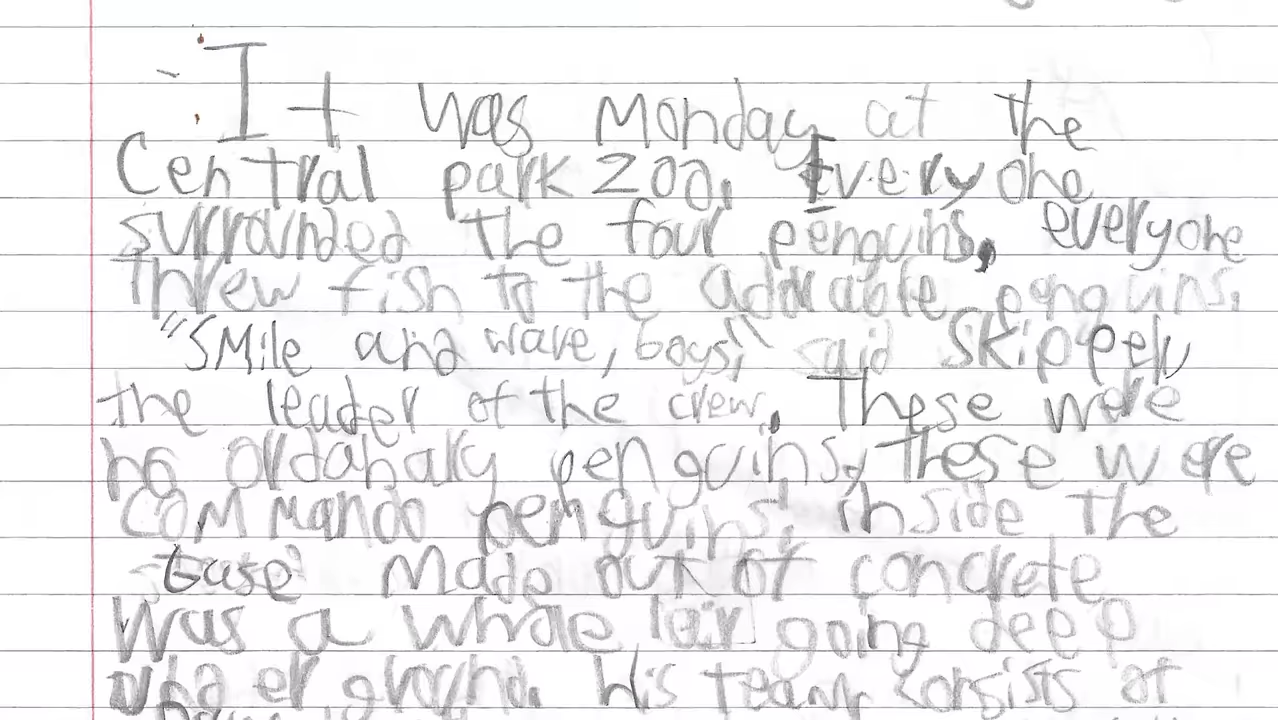 It was Monday at the
Central park zoo. Everyone
surrounded the four penguins, everyone
threw fish to the adorable penguins.
"Smile and wave, boys," said Skipper,
the leader of the crew. These were
no ordanary penguins, these were
commando penguins. inside the
base made out of concrete
was a whole lair going deep
under ground. His team consists of